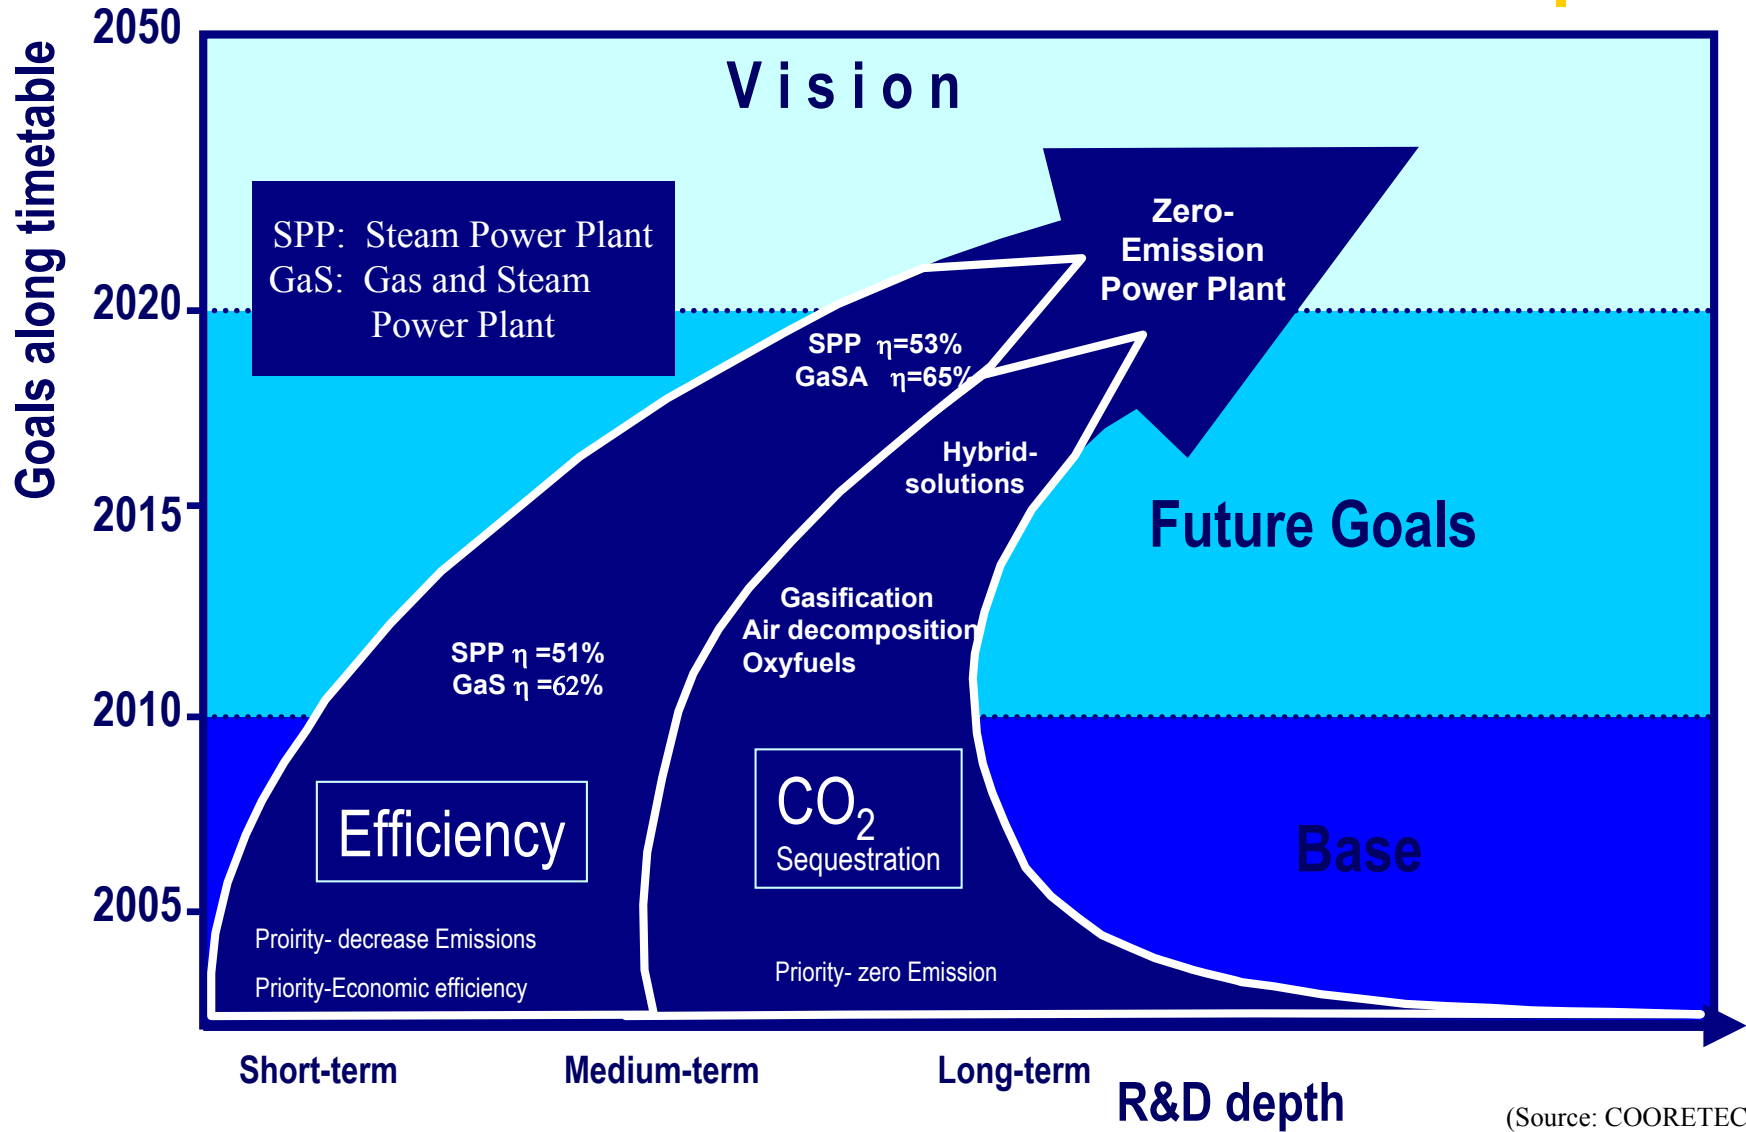 2050
Vision
Goals along timetable
SPP: Steam Power Plant
GaS: Gas and Steam
Power Plant
Zero-
Emission
Power Plant
2020
SPP η=53%
GaSA η=65%
Hybrid-
solutions
2015
Future Goals
Gasification
Air decomposition
Oxyfuels
SPP η =51%
GaS η =62%
2010
Efficiency
CO2
Sequestration
Base
2005
Proirity- decrease Emissions
Priority-Economic efficiency
Priority- zero Emission
Short-term
Medium-term
Long-term
R&D depth
(Source: COORETEC